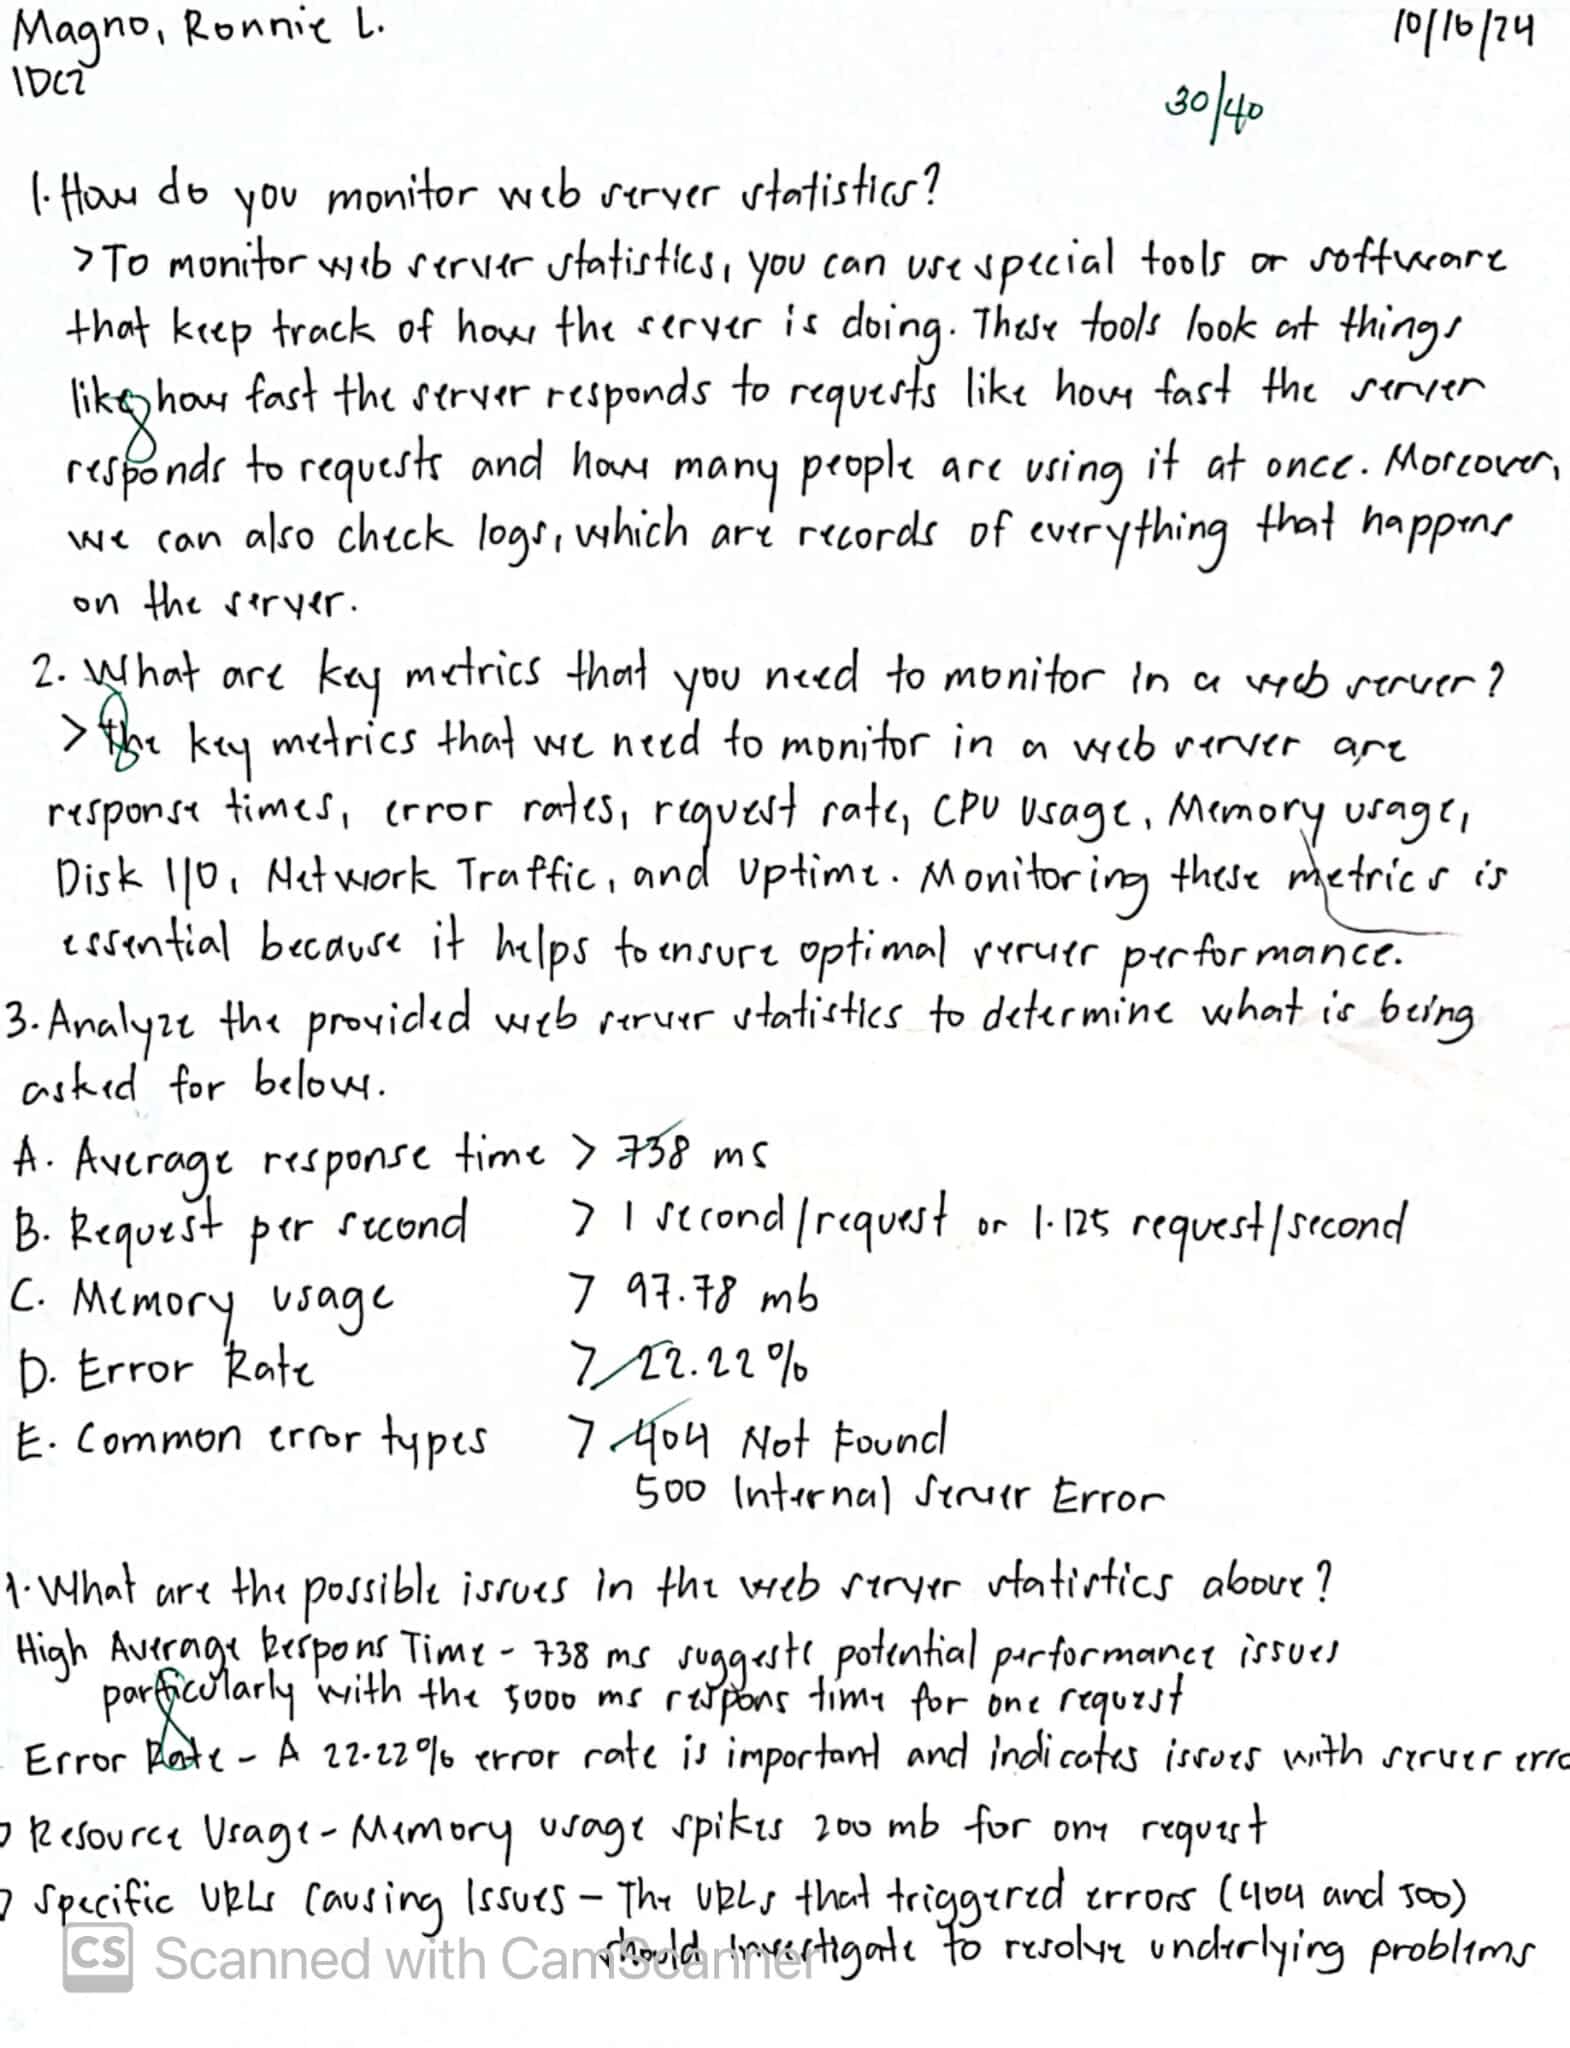 Magno, Ronnie L.
10/16/24
IDC2
30/40
1. How do you monitor web server statistics?
> To monitor web server statistics, you can use special tools or software
that keep track of how the server is doing. These tools look at things
like how fast the server responds to requests like how fast the server
responds to requests and how many people are using it at once. Moreover,
we can also check logs, which are records of everything that happens
on the server.
2. What are key metrics that you need to monitor in a web server?
> the key metrics that we need to monitor in a web server are
response times, error rates, request rate, CPU Usage, Memory usage,
Disk I/O, Network Traffic, and Uptime. Monitoring these metrics is
essential because it helps to ensure optimal server performance.
3. Analyze the provided web server statistics to determine what is being
asked for below.
A. Average response time > 738 ms
B. Request per second > 1 second/request or 1.125 request/second
C. Memory usage > 97.78 mb
D. Error Rate > 22.22%
E. Common error types > 404 Not Found
500 Internal Server Error
1. What are the possible issues in the web server statistics above?
High Average Respons Time - 738 ms suggests potential performance issues
particularly with the 5000 ms respons time for one request
Error Rate - A 22.22% error rate is important and indicates issues with server erro
Resource Usage - Memory usage spikes 200 mb for one request
Specific URLs Causing Issues - The URLs that triggered errors (404 and 500)
should investigate to resolve underlying problems
CS Scanned with CamScanner